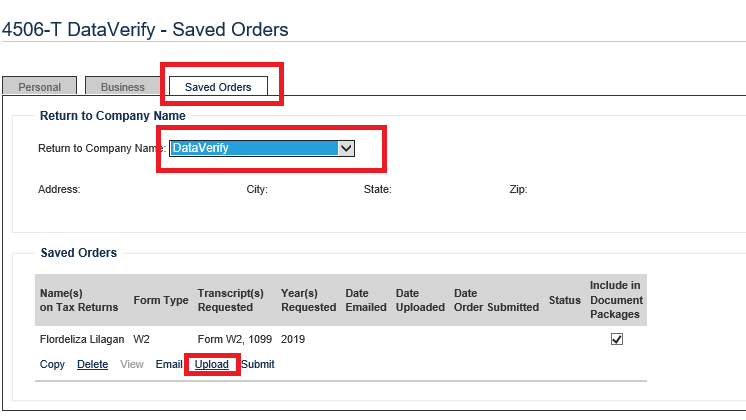 4506-T DataVerify - Saved Orders
Personal Business Saved Orders
Return to Company Name
Return to Company Name: DataVerify
Address: City: State: Zip:
Saved Orders
Name(s) on Tax Returns Form Type Transcript(s) Requested Year(s) Requested Date Emailed Date Uploaded Date Order Submitted Status Include in Document Packages
Flordeliza Lilagan W2 Form W2, 1099 2019
Copy Delete View Email Upload Submit